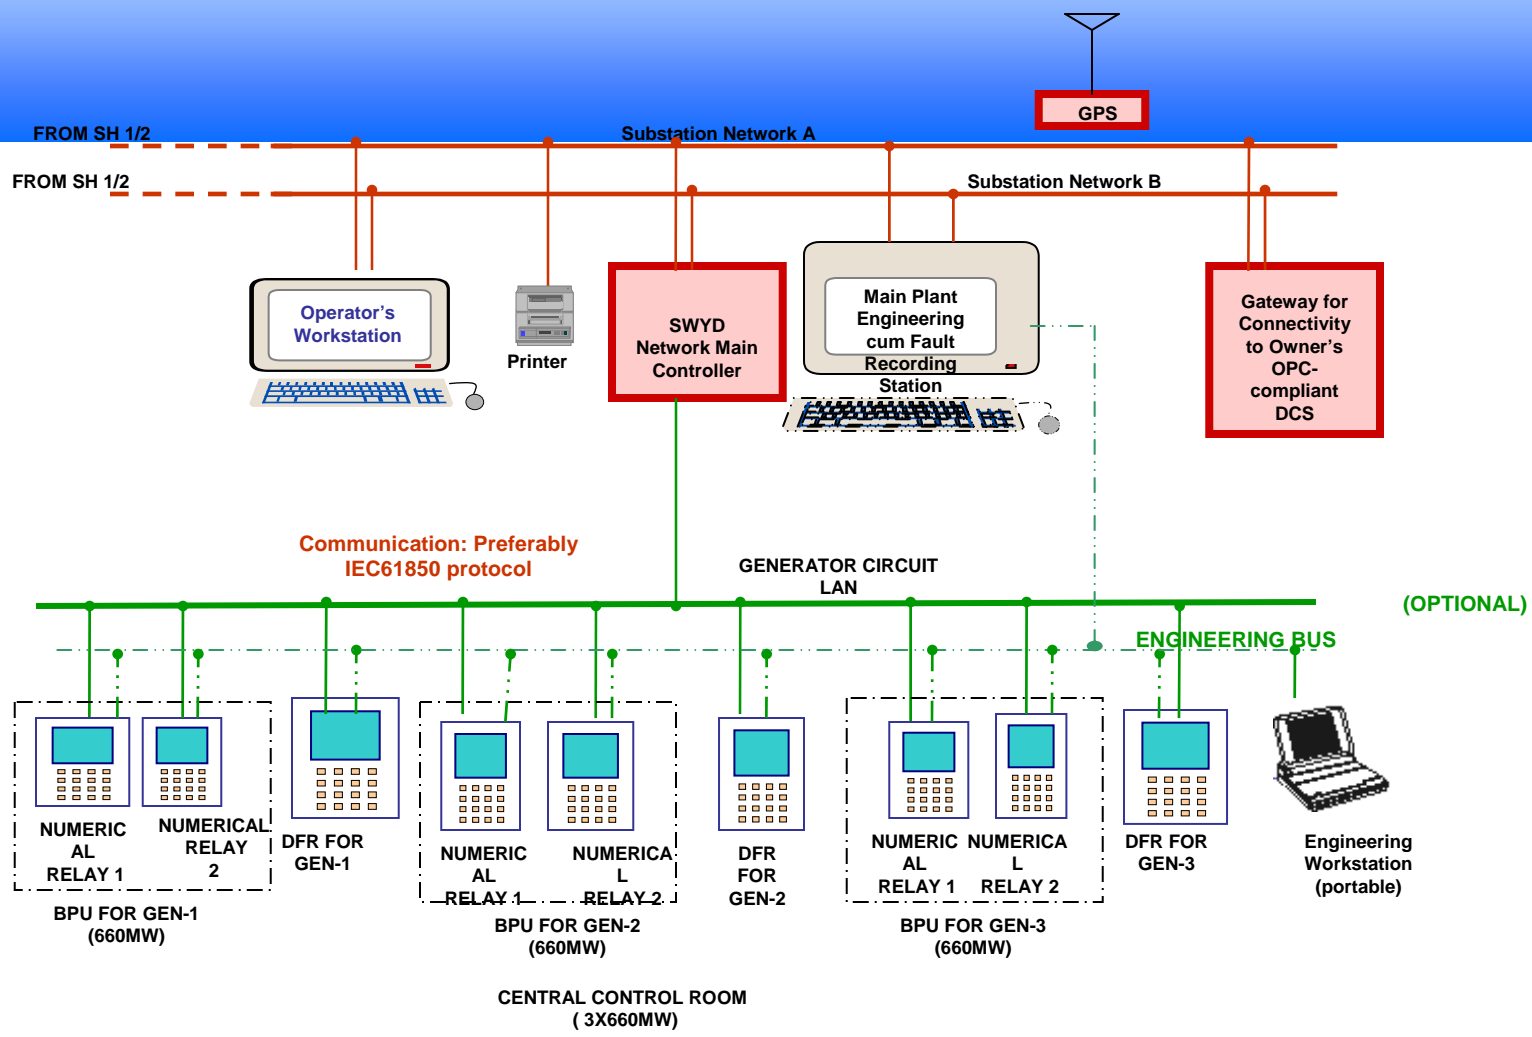 GPS
FROM SH 1/2
Substation Network A
FROM SH 1/2
Substation Network B
Operator's
Workstation
Printer
SWYD
Network Main
Controller
Main Plant
Engineering
cum Fault
Recording
Station
Gateway for
Connectivity
to Owner's
OPC-
compliant
DCS
Communication: Preferably
IEC61850 protocol
GENERATOR CIRCUIT
LAN
(OPTIONAL)
ENGINEERING BUS
NUMERIC
AL
RELAY 1
NUMERICAL
RELAY
2
DFR FOR
GEN-1
NUMERIC
AL
RELAY 1
NUMERICA
L
RELAY 2
DFR
FOR
GEN-2
NUMERIC
AL
RELAY 1
NUMERICA
L
RELAY 2
DFR FOR
GEN-3
Engineering
Workstation
(portable)
BPU FOR GEN-1
(660MW)
BPU FOR GEN-2
(660MW)
BPU FOR GEN-3
(660MW)
CENTRAL CONTROL ROOM
( 3X660MW)